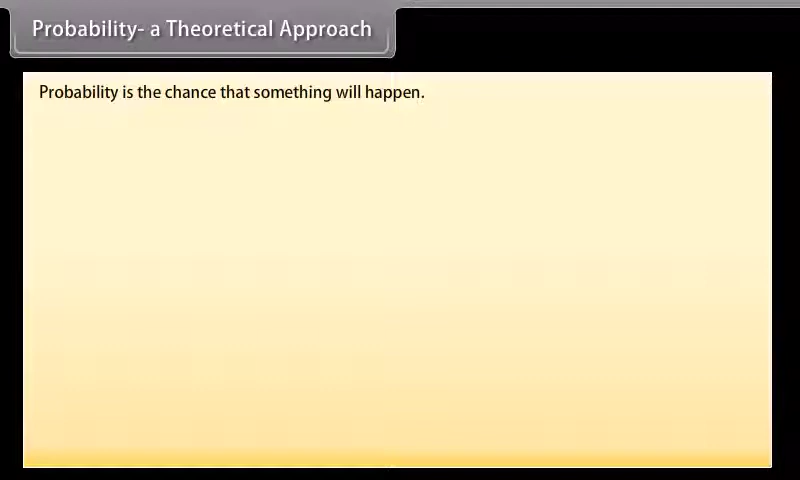 Probability- a Theoretical Approach
Probability is the chance that something will happen.